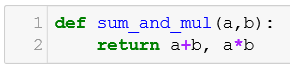 1 def sum_and_mul(a,b):
2     return a+b, a*b